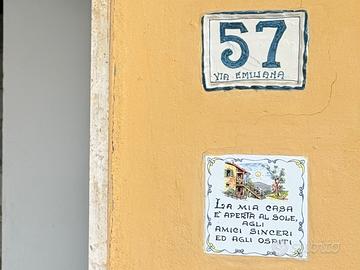 57
VIA EMILIANA
LA MIA CASA
E' APERTA AL SOLE,
AGLI
AMICI SINCERI
ED AGLI OSPITI